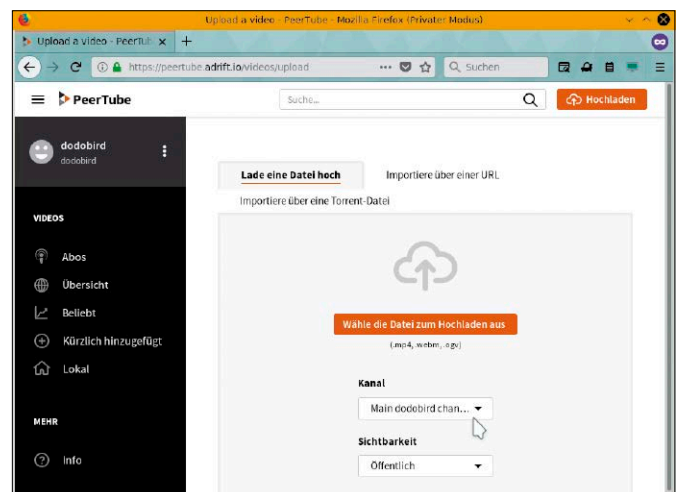 Upload a video - PeerTube - Mozilla Firefox (Privater Modus)
Upload a video - PeerTub
https://peertube.adrift.io/videos/upload
Suchen
PeerTube
Suche...
Hochladen
dodobird
dodobird
Lade eine Datei hoch
Importiere über einer URL
Importiere über eine Torrent-Datei
VIDEOS
Abos
Übersicht
Beliebt
Kürzlich hinzugefügt
Lokal
MEHR
Info
Wähle die Datei zum Hochladen aus
(.mp4, .webm, .ogv)
Kanal
Main dodobird chan...
Sichtbarkeit
Öffentlich